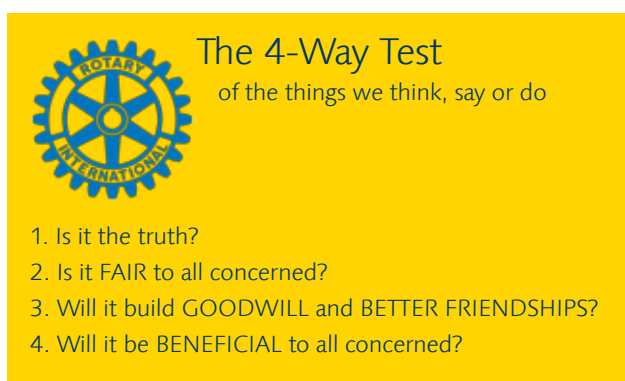 The 4-Way Test
of the things we think, say or do
ROTARY
INTERNATIONAL
1. Is it the truth?
2. Is it FAIR to all concerned?
3. Will it build GOODWILL and BETTER FRIENDSHIPS?
4. Will it be BENEFICIAL to all concerned?